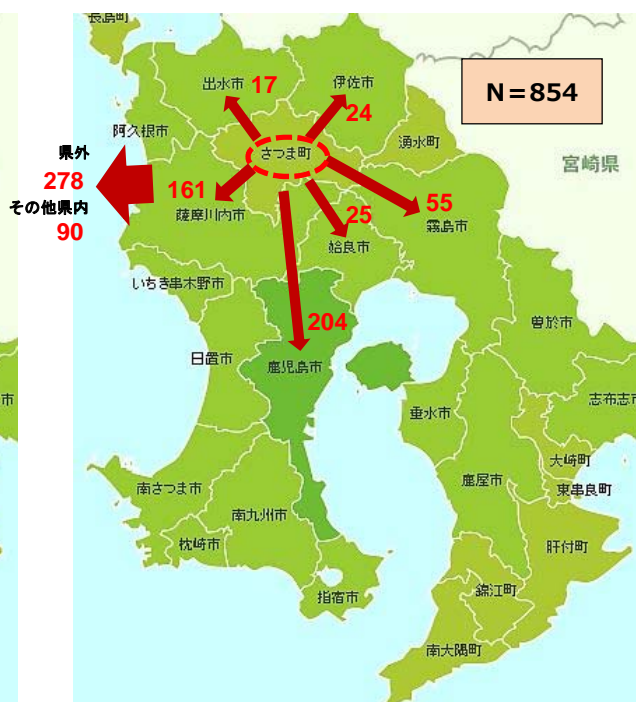 長島町
出水市 17
伊佐市
24
N＝854
阿久根市
さつま町
湧水町
宮崎県
県外
278
その他県内
90
161
薩摩川内市
25
姶良市
55
霧島市
いちき串木野市
204
曽於市
日置市
鹿児島市
市
志布志市
垂水市
大崎町
鹿屋市
東串良町
南さつま市
南九州市
枕崎市
肝付町
錦江町
指宿市
南大隅町